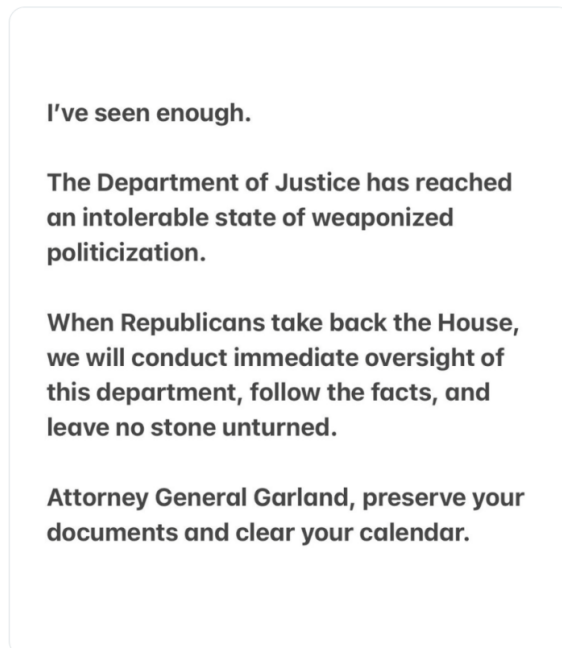 I've seen enough.
The Department of Justice has reached
an intolerable state of weaponized
politicization.
When Republicans take back the House,
we will conduct immediate oversight of
this department, follow the facts, and
leave no stone unturned.
Attorney General Garland, preserve your
documents and clear your calendar.